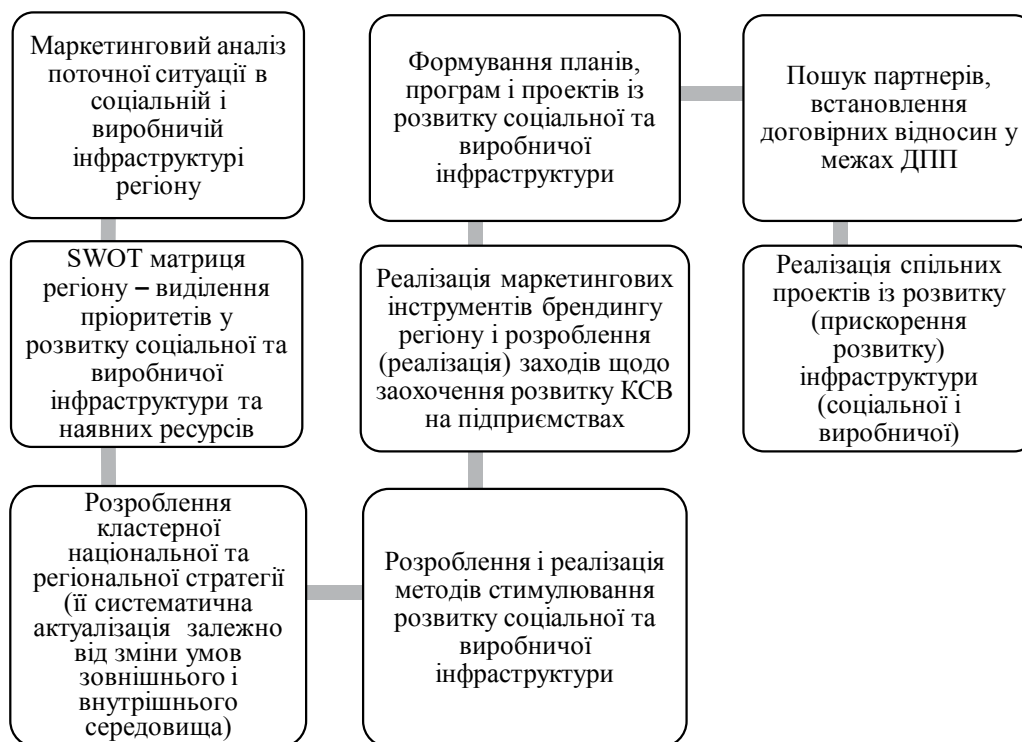 Маркетинговий аналіз
поточної ситуації в
соціальній і
виробничій
інфраструктурі
регіону
SWOT матриця
регіону – виділення
пріоритетів у
розвитку соціальної та
виробничої
інфраструктури та
наявних ресурсів
Розроблення
кластерної
національної та
регіональної стратегії
(її систематична
актуалізація залежно
від зміни умов
зовнішнього і
внутрішнього
середовища)
Розроблення і реалізація
методів стимулювання
розвитку соціальної та
виробничої
інфраструктури
Реалізація маркетингових
інструментів брендингу
регіону і розроблення
(реалізація) заходів щодо
заохочення розвитку КСВ
на підприємствах
Формування планів,
програм і проектів із
розвитку соціальної та
виробничої
інфраструктури
Пошук партнерів,
встановлення
договірних відносин у
межах ДПП
Реалізація спільних
проектів із розвитку
(прискорення
розвитку)
інфраструктури
(соціальної і
виробничої)